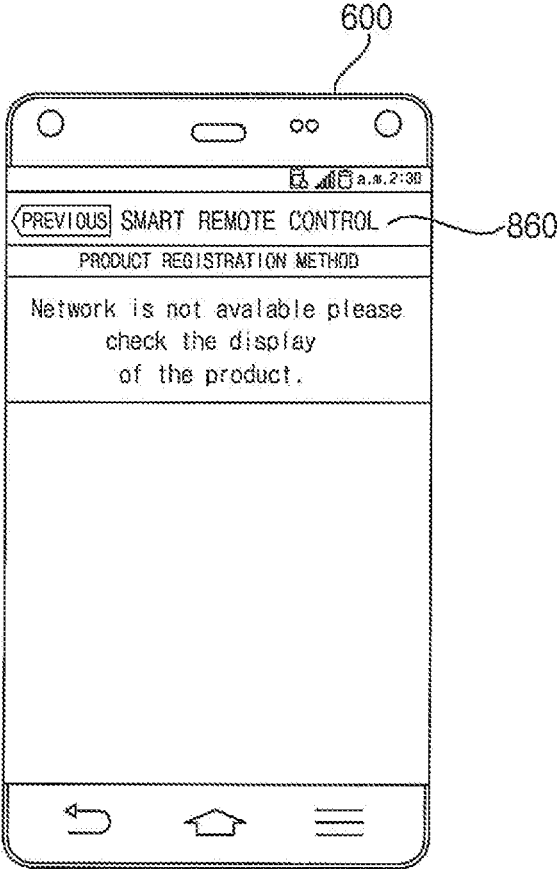 600
a.m.2:30
PREVIOUS SMART REMOTE CONTROL
860
PRODUCT REGISTRATION METHOD
Network is not avalable please
check the display
of the product.